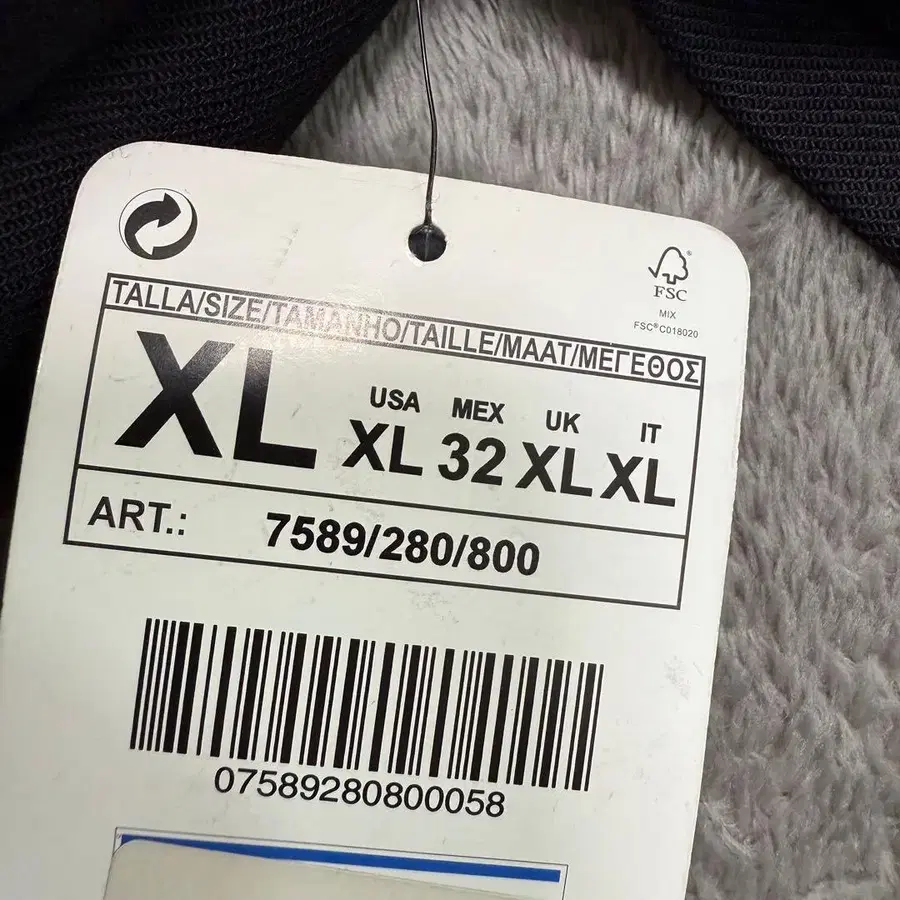 FSC
MIX
FSC® C018020
TALLA/SIZE/TAMANHO/TAILLE/MAAT/ΜΕΓΕΘΟΣ
XL
USA MEX UK IT
XL 32 XL XL
ART.: 7589/280/800
07589280800058